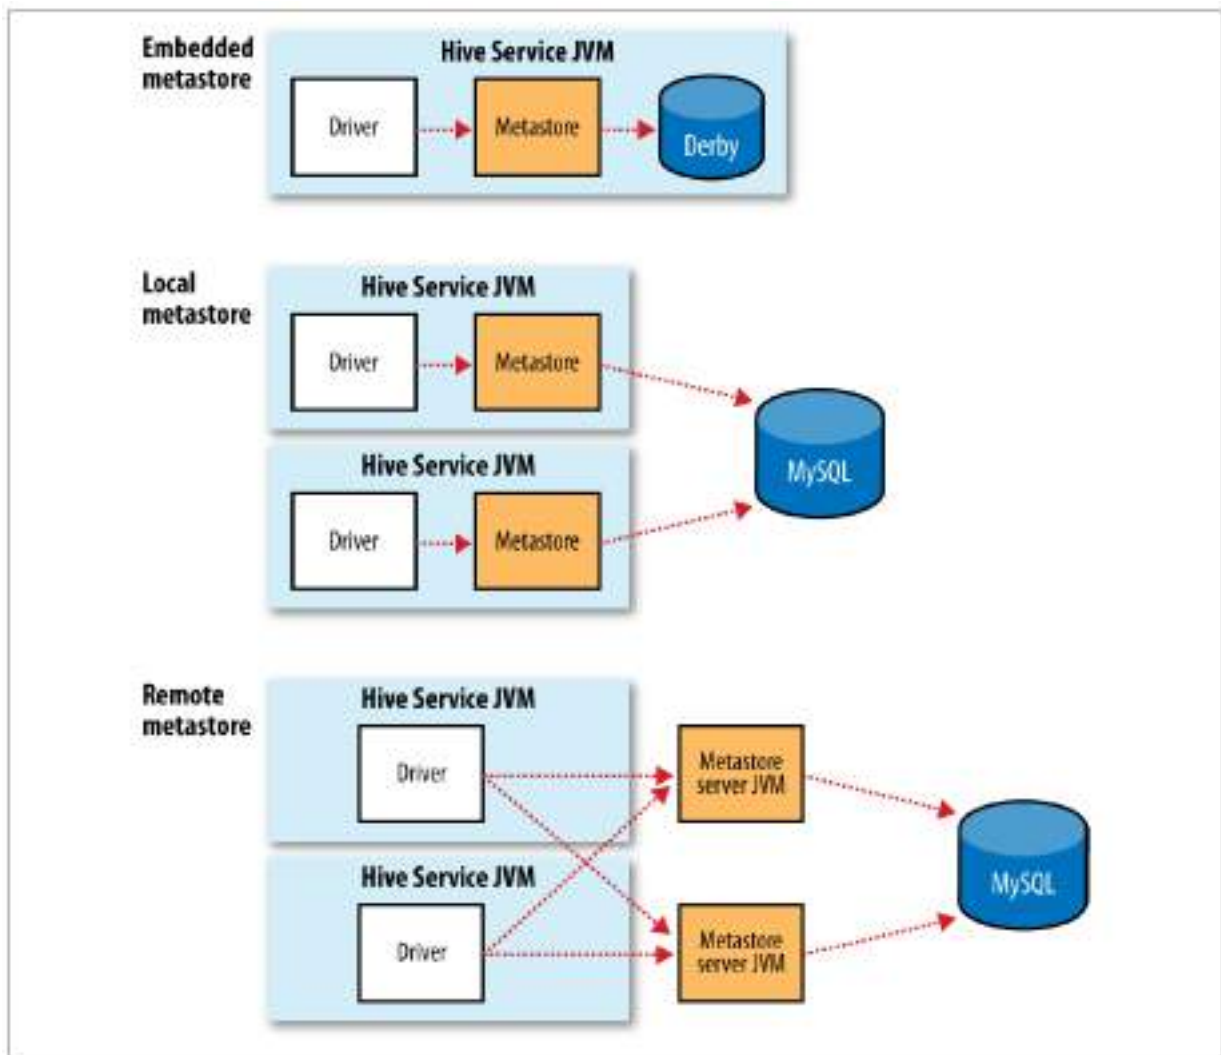 Embedded
metastore
Hive Service JVM
Driver
Metastore
Derby
Local
metastore
Hive Service JVM
Driver
Metastore
Hive Service JVM
Driver
Metastore
MySQL
Remote
metastore
Hive Service JVM
Driver
Metastore
server JVM
Hive Service JVM
Driver
Metastore
server JVM
MySQL